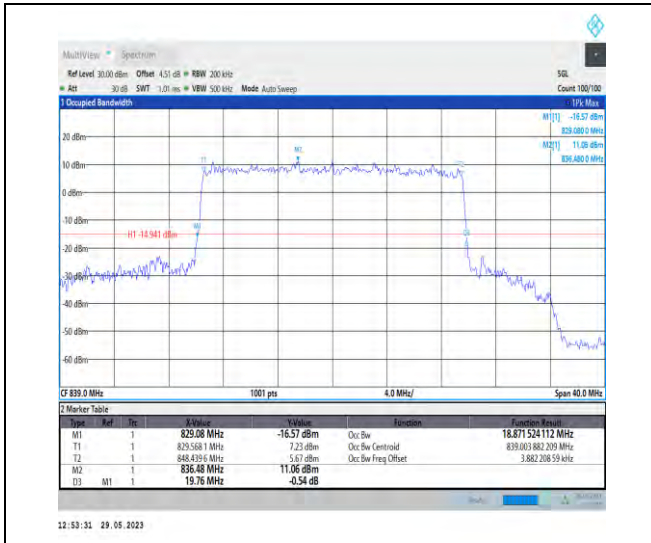 MultiView Spectrum
Ref Level 30.00 dBm Offset 4.51 dB RBW 200 kHz SGL
Att 30 dB SWT 1.01 ms VBW 500 kHz Mode Auto Sweep Count 100/100
1 Occupied Bandwidth 1Pk Max
M1[1] -16.57 dBm
829.080 0 MHz
M2[1] 11.06 dBm
836.480 0 MHz
20 dBm
M2
T1
10 dBm
0 dBm
-10 dBm
H1 -14.941 dBm
-20 dBm
-30 dBm
-40 dBm
-50 dBm
-60 dBm
CF 839.0 MHz 1001 pts 4.0 MHz/ Span 40.0 MHz
2 Marker Table
Type Ref Trc X-Value Y-Value Function Function Result
M1 1 829.08 MHz -16.57 dBm Occ Bw 18.871 524 112 MHz
T1 1 829.568 1 MHz 7.23 dBm Occ Bw Centroid 839.003 882 209 MHz
T2 1 848.439 6 MHz 5.67 dBm Occ Bw Freq Offset 3.882 208 59 kHz
M2 1 836.48 MHz 11.06 dBm
D3 M1 1 19.76 MHz -0.54 dB
12:53:31 29.05.2023